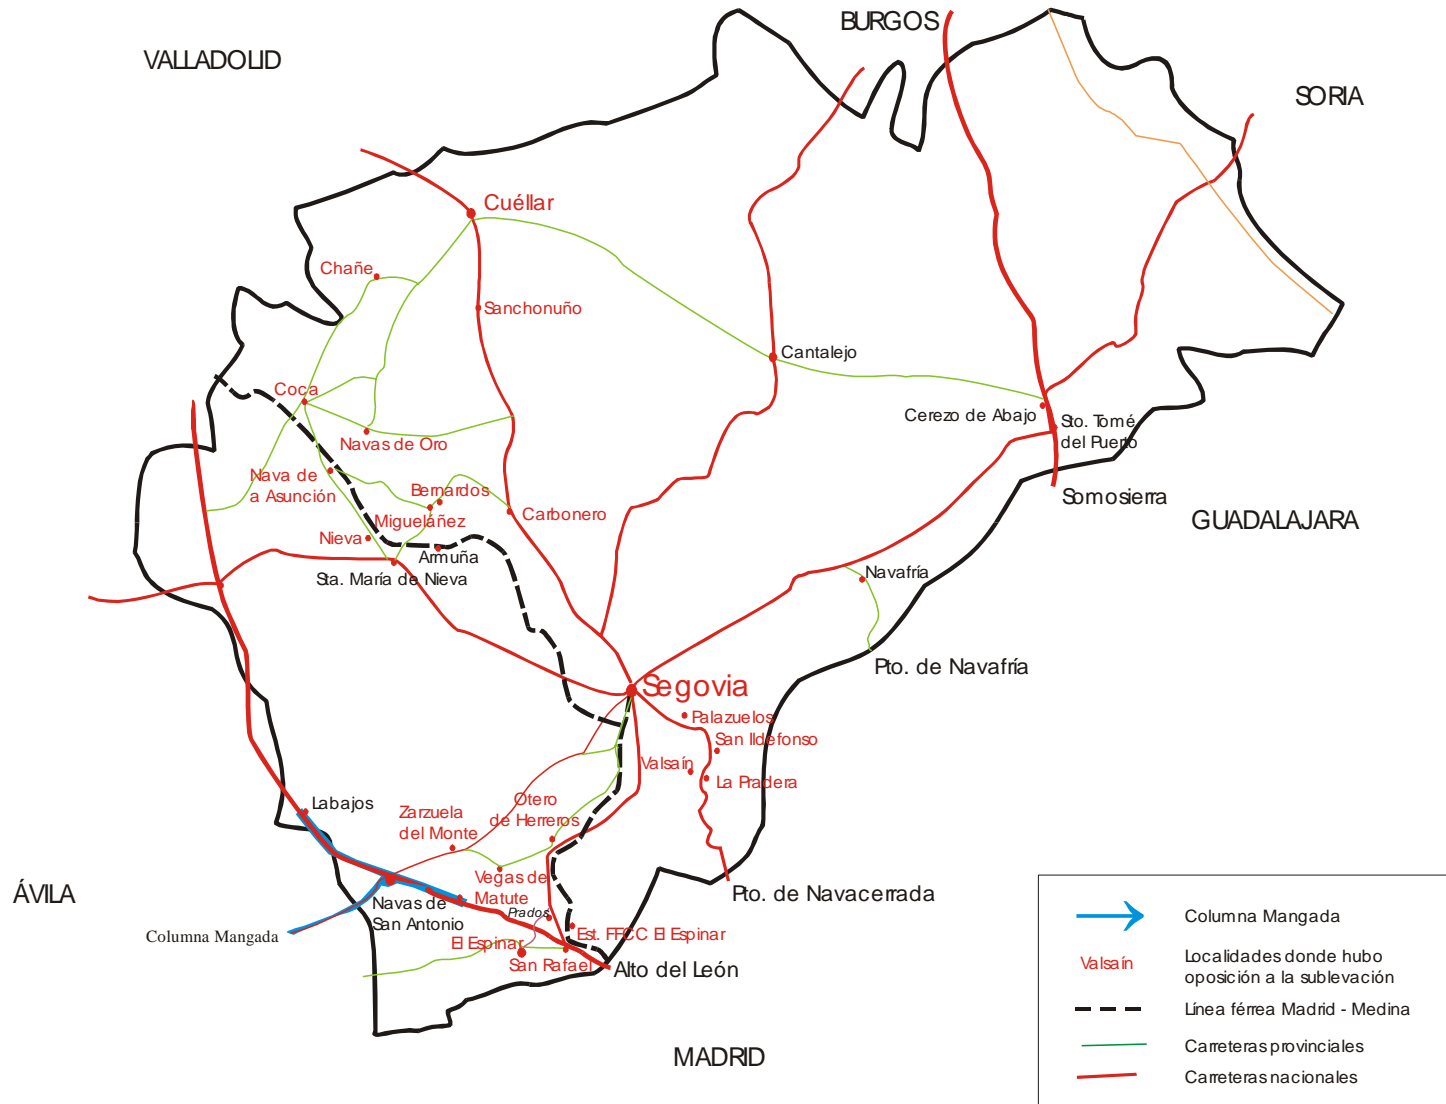 BURGOS
VALLADOLID
SORIA
Cuéllar
Chañe
Sanchonuño
Cantalejo
Coca
Cerezo de Abajo
Sto. Tomé
del Puerto
Navas de Oro
Nava de
a Asunción
Bernardos
Somosierra
Migueláñez
Carbonero
GUADALAJARA
Nieva
Armuña
Sta. María de Nieva
Navafría
Pto. de Navafría
Segovia
Palazuelos
San Ildefonso
Valsaín
La Pradera
Labajos
Otero
de Herreros
Zarzuela
del Monte
Vegas de
Matute
ÁVILA
Pto. de Navacerrada
Navas de
San Antonio
Prados
Columna Mangada
Est. FFCC El Espinar
El Espinar
San Rafael
Alto del León
MADRID
Columna Mangada
Valsaín
Localidades donde hubo
oposición a la sublevación
Línea férrea Madrid - Medina
Carreteras provinciales
Carreteras nacionales